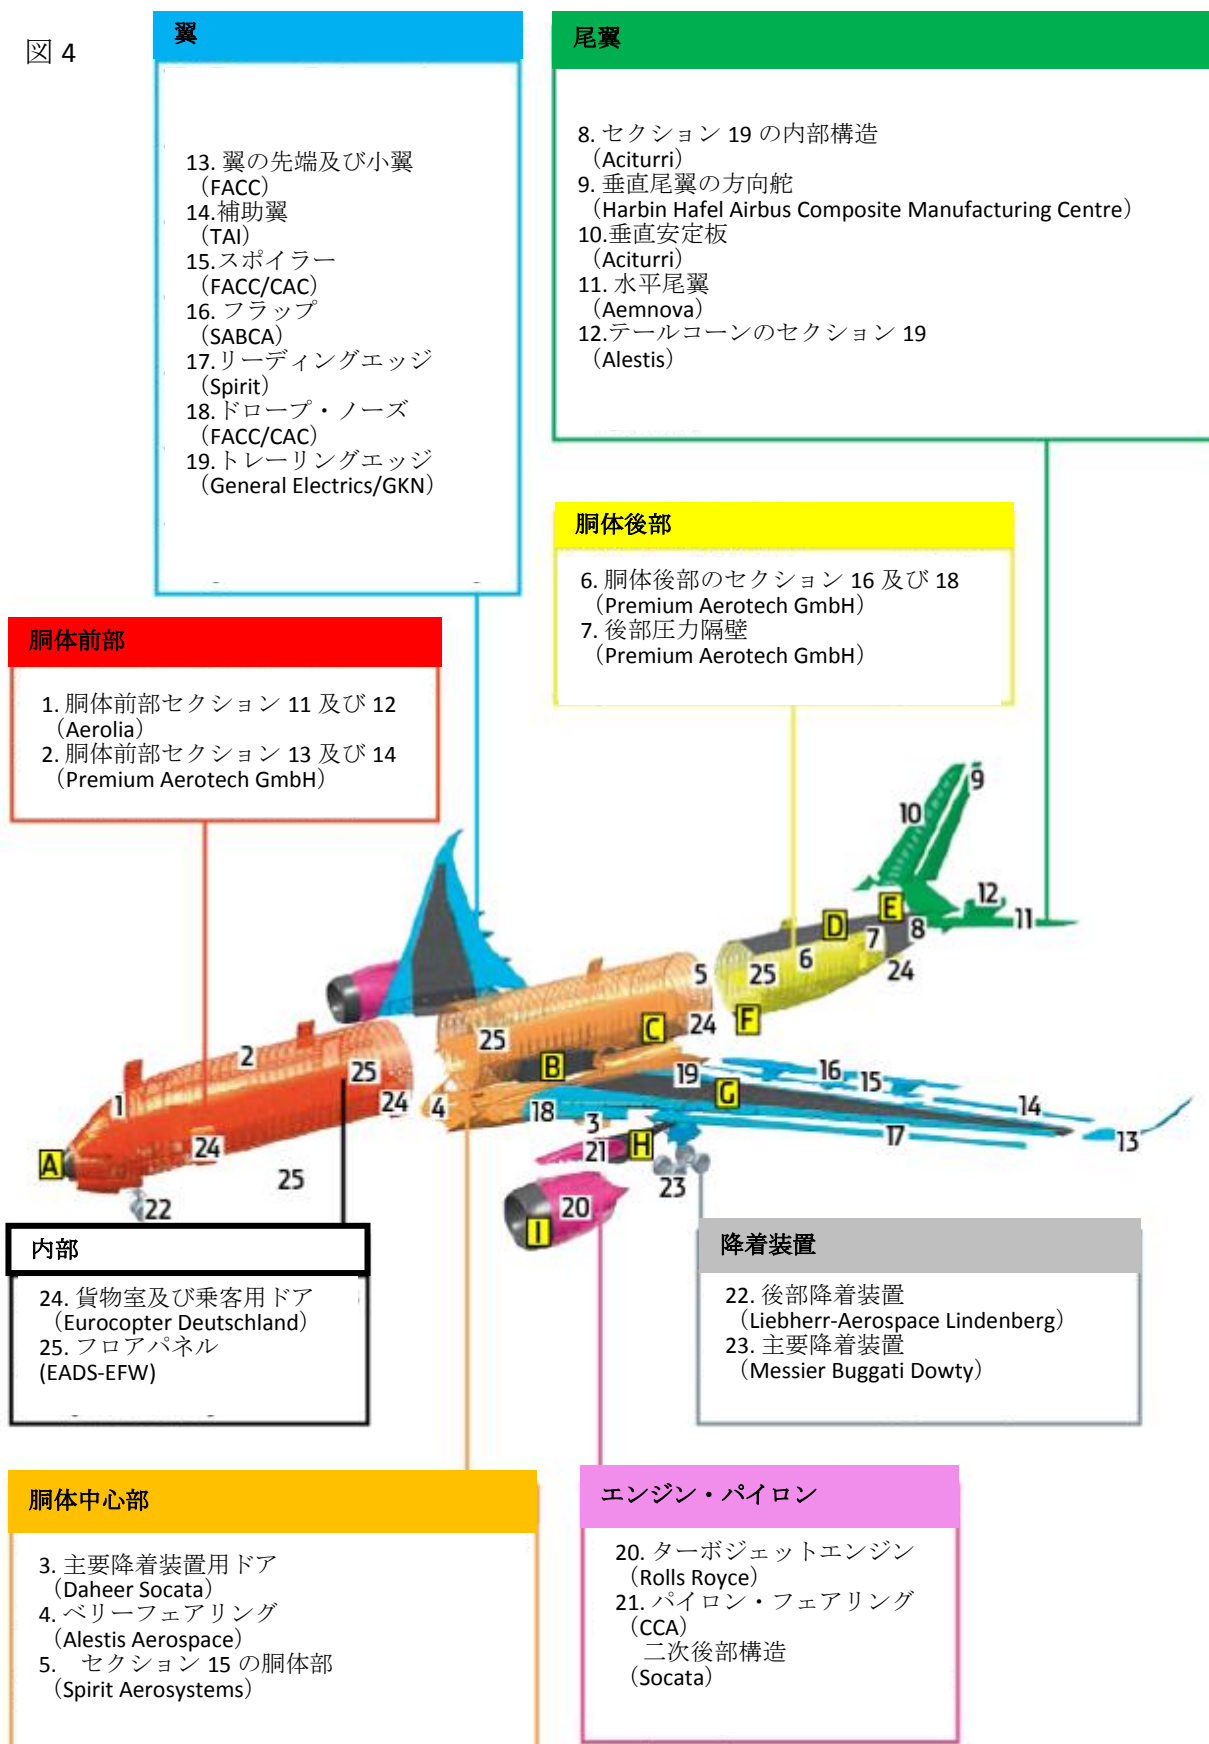 図 4
翼
13. 翼の先端及び小翼
（FACC）
14.補助翼
（TAI）
15.スポイラー
（FACC/CAC）
16. フラップ
（SABCA）
17.リーディングエッジ
（Spirit）
18.ドロープ・ノーズ
（FACC/CAC）
19.トレーリングエッジ
（General Electrics/GKN）
尾翼
8. セクション 19 の内部構造
（Aciturri）
9. 垂直尾翼の方向舵
（Harbin Hafel Airbus Composite Manufacturing Centre）
10.垂直安定板
（Aciturri）
11. 水平尾翼
（Aemnova）
12.テールコーンのセクション 19
（Alestis）
胴体後部
6. 胴体後部のセクション 16 及び 18
（Premium Aerotech GmbH）
7. 後部圧力隔壁
（Premium Aerotech GmbH）
胴体前部
1. 胴体前部セクション 11 及び 12
（Aerolia）
2. 胴体前部セクション 13 及び 14
（Premium Aerotech GmbH）
9
10
12
E
D
11
8
7
6
5
25
24
F
C
24
25
2
B
25
19
16
15
G
1
24
4
18
3
14
17
13
24
A
21
H
25
23
22
20
I
内部
24. 貨物室及び乗客用ドア
（Eurocopter Deutschland）
25. フロアパネル
(EADS-EFW)
降着装置
22. 後部降着装置
（Liebherr-Aerospace Lindenberg）
23. 主要降着装置
（Messier Buggati Dowty）
胴体中心部
3. 主要降着装置用ドア
（Daheer Socata）
4. ベリーフェアリング
（Alestis Aerospace）
5. セクション 15 の胴体部
（Spirit Aerosystems）
エンジン・パイロン
20. ターボジェットエンジン
（Rolls Royce）
21. パイロン・フェアリング
（CCA）
二次後部構造
（Socata）